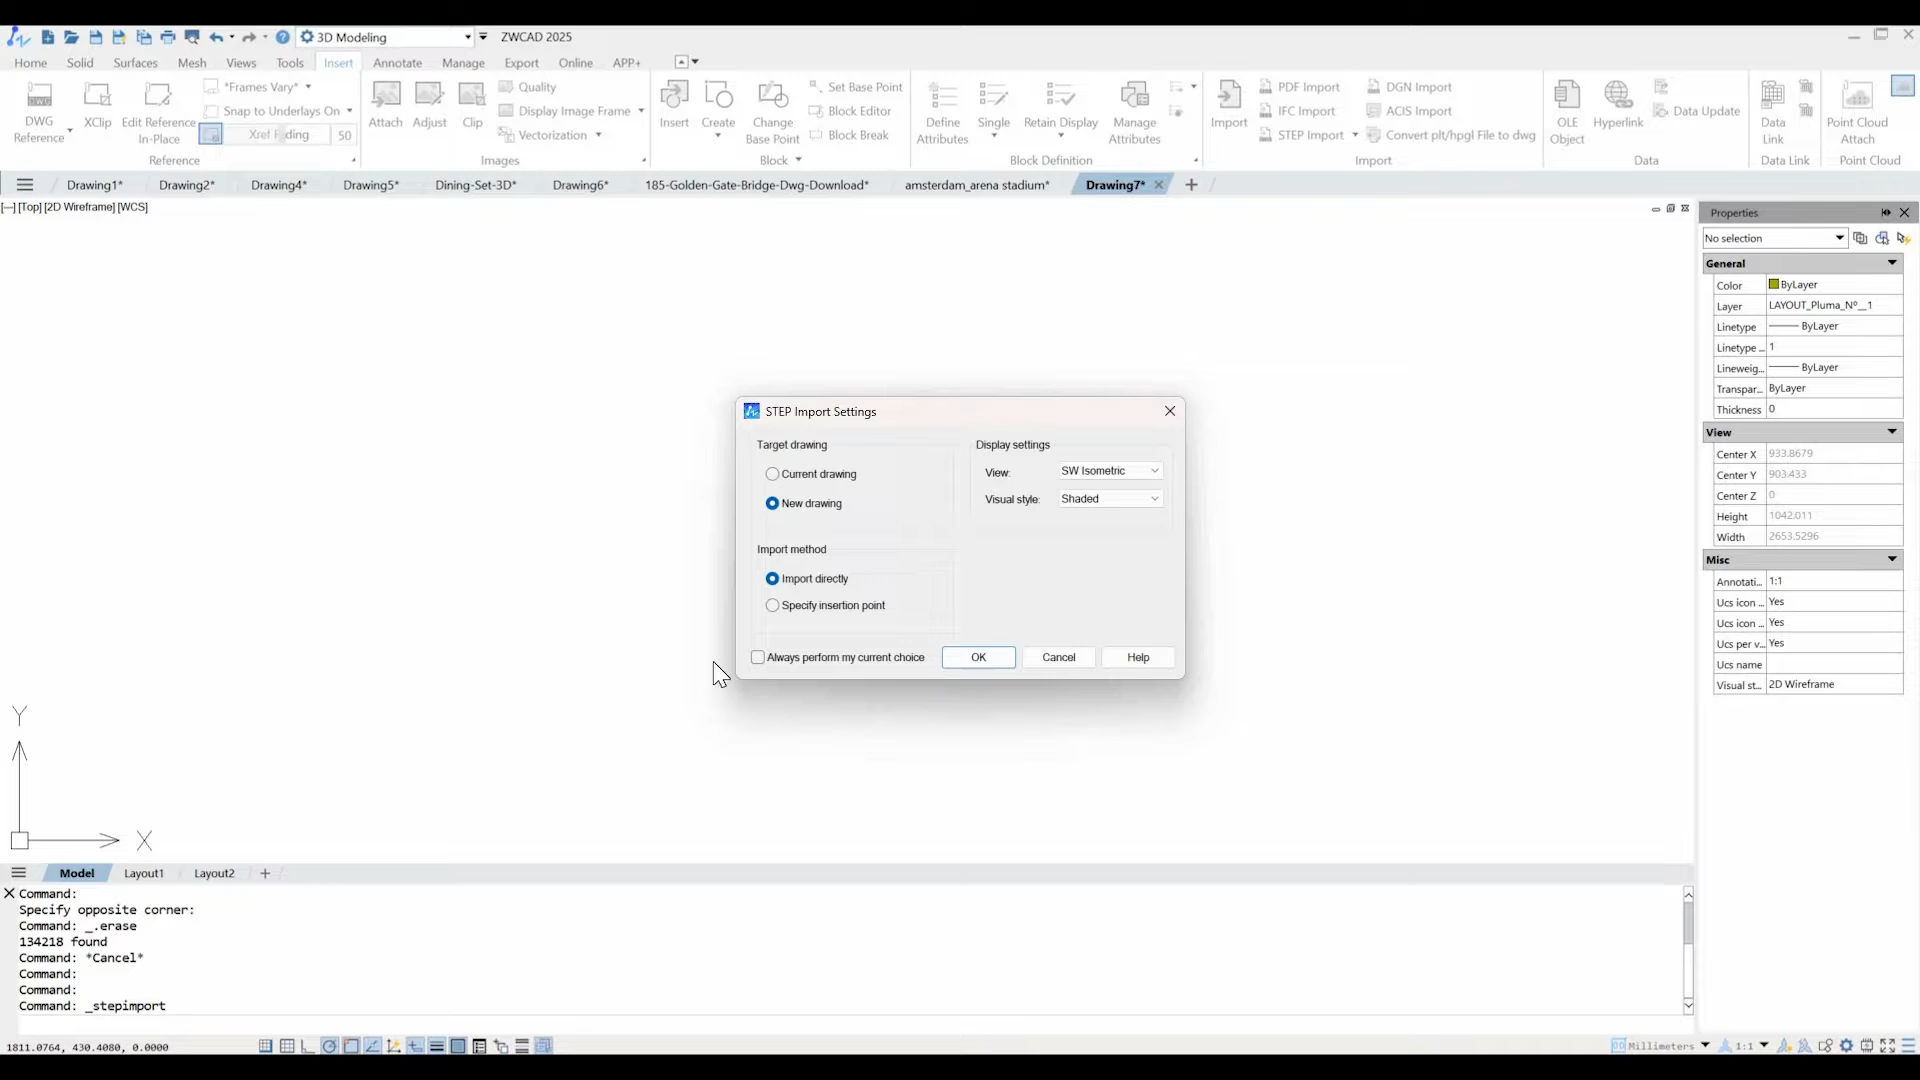 3D Modeling
ZWCAD 2025
Home Solid Surfaces Mesh Views Tools Insert Annotate Manage Export Online APP+
DWG
Reference
XClip
Edit Reference
In-Place
*Frames Vary*
Snap to Underlays On
50
Reference
Attach
Adjust
Clip
Quality
Display Image Frame
Vectorization
Images
Insert
Create
Change
Base Point
Set Base Point
Block Editor
Block Break
Block
Define
Attributes
Single
Retain Display
Manage
Attributes
Block Definition
Import
PDF Import
IFC Import
STEP Import
DGN Import
ACIS Import
Convert plt/hpgl File to dwg
Import
OLE
Object
Hyperlink
Data Update
Data
Data
Link
Data Link
Point Cloud
Attach
Point Cloud
Drawing1* Drawing2* Drawing4* Drawing5* Dining-Set-3D* Drawing6* 185-Golden-Gate-Bridge-Dwg-Download* amsterdam_arena stadium* Drawing7*
[—] [Top] [2D Wireframe] [WCS]
Properties
No selection
General
Color ByLayer
Layer LAYOUT_Pluma_Nº__1
Linetype ByLayer
Linetype ... 1
Lineweig... ByLayer
Transpar... ByLayer
Thickness 0
View
Center X 933.8679
Center Y 903.433
Center Z 0
Height 1042.011
Width 2653.5296
Misc
Annotati... 1:1
Ucs icon ... Yes
Ucs icon ... Yes
Ucs per v... Yes
Ucs name
Visual st... 2D Wireframe
STEP Import Settings
Target drawing
Current drawing
New drawing
Import method
Import directly
Specify insertion point
Display settings
View: SW Isometric
Visual style: Shaded
Always perform my current choice
OK
Cancel
Help
Y
X
Model Layout1 Layout2
Command:
Specify opposite corner:
Command: _.erase
134218 found
Command: *Cancel*
Command:
Command:
Command: _stepimport
1811.0764, 430.4080, 0.0000
Millimeters 1:1